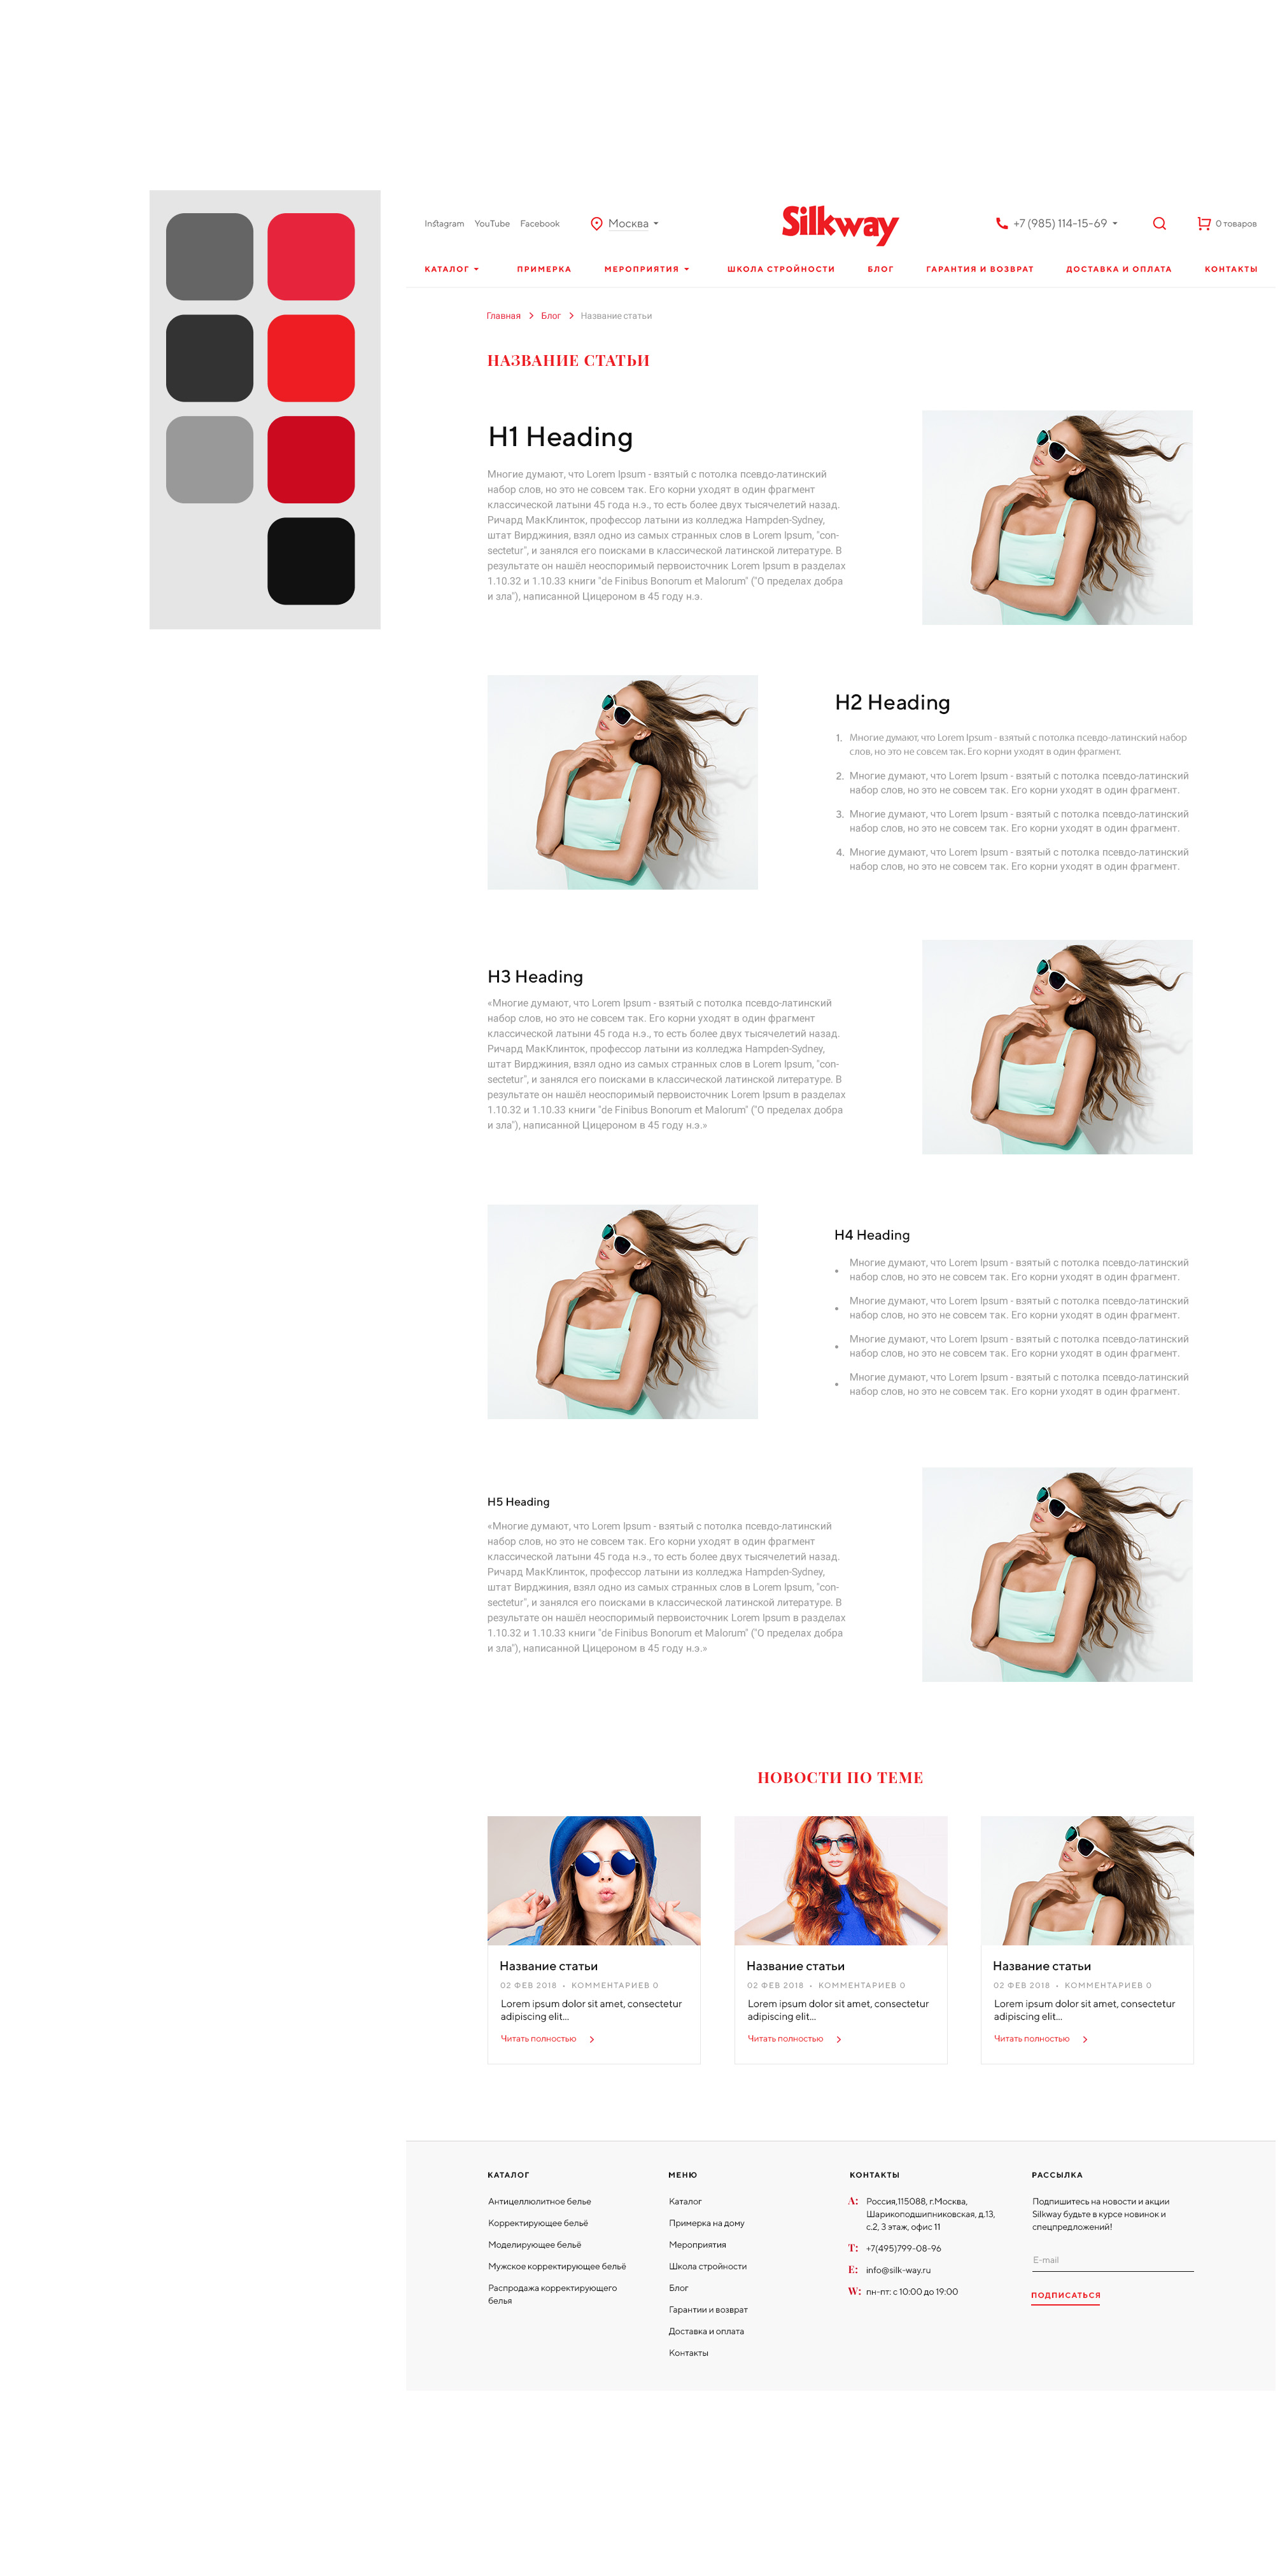 Instagram YouTube Facebook Москва Silkway +7 (985) 114-15-69 0 товаров
КАТАЛОГ ПРИМЕРКА МЕРОПРИЯТИЯ ШКОЛА СТРОЙНОСТИ БЛОГ ГАРАНТИЯ И ВОЗВРАТ ДОСТАВКА И ОПЛАТА КОНТАКТЫ
Главная Блог Название статьи
НАЗВАНИЕ СТАТЬИ
H1 Heading
Многие думают, что Lorem Ipsum - взятый с потолка псевдо-латинский
набор слов, но это не совсем так. Его корни уходят в один фрагмент
классической латыни 45 года н.э., то есть более двух тысячелетий назад.
Ричард МакКлинток, профессор латыни из колледжа Hampden-Sydney,
штат Вирджиния, взял одно из самых странных слов в Lorem Ipsum, "con-
sectetur", и занялся его поисками в классической латинской литературе. В
результате он нашёл неоспоримый первоисточник Lorem Ipsum в разделах
1.10.32 и 1.10.33 книги "de Finibus Bonorum et Malorum" ("О пределах добра
и зла"), написанной Цицероном в 45 году н.э.
H2 Heading
1. Многие думают, что Lorem Ipsum - взятый с потолка псевдо-латинский набор
слов, но это не совсем так. Его корни уходят в один фрагмент.
2. Многие думают, что Lorem Ipsum - взятый с потолка псевдо-латинский
набор слов, но это не совсем так. Его корни уходят в один фрагмент.
3. Многие думают, что Lorem Ipsum - взятый с потолка псевдо-латинский
набор слов, но это не совсем так. Его корни уходят в один фрагмент.
4. Многие думают, что Lorem Ipsum - взятый с потолка псевдо-латинский
набор слов, но это не совсем так. Его корни уходят в один фрагмент.
H3 Heading
«Многие думают, что Lorem Ipsum - взятый с потолка псевдо-латинский
набор слов, но это не совсем так. Его корни уходят в один фрагмент
классической латыни 45 года н.э., то есть более двух тысячелетий назад.
Ричард МакКлинток, профессор латыни из колледжа Hampden-Sydney,
штат Вирджиния, взял одно из самых странных слов в Lorem Ipsum, "con-
sectetur", и занялся его поисками в классической латинской литературе. В
результате он нашёл неоспоримый первоисточник Lorem Ipsum в разделах
1.10.32 и 1.10.33 книги "de Finibus Bonorum et Malorum" ("О пределах добра
и зла"), написанной Цицероном в 45 году н.э.»
H4 Heading
• Многие думают, что Lorem Ipsum - взятый с потолка псевдо-латинский
набор слов, но это не совсем так. Его корни уходят в один фрагмент.
• Многие думают, что Lorem Ipsum - взятый с потолка псевдо-латинский
набор слов, но это не совсем так. Его корни уходят в один фрагмент.
• Многие думают, что Lorem Ipsum - взятый с потолка псевдо-латинский
набор слов, но это не совсем так. Его корни уходят в один фрагмент.
• Многие думают, что Lorem Ipsum - взятый с потолка псевдо-латинский
набор слов, но это не совсем так. Его корни уходят в один фрагмент.
H5 Heading
«Многие думают, что Lorem Ipsum - взятый с потолка псевдо-латинский
набор слов, но это не совсем так. Его корни уходят в один фрагмент
классической латыни 45 года н.э., то есть более двух тысячелетий назад.
Ричард МакКлинток, профессор латыни из колледжа Hampden-Sydney,
штат Вирджиния, взял одно из самых странных слов в Lorem Ipsum, "con-
sectetur", и занялся его поисками в классической латинской литературе. В
результате он нашёл неоспоримый первоисточник Lorem Ipsum в разделах
1.10.32 и 1.10.33 книги "de Finibus Bonorum et Malorum" ("О пределах добра
и зла"), написанной Цицероном в 45 году н.э.»
НОВОСТИ ПО ТЕМЕ
Название статьи
02 ФЕВ 2018 • КОММЕНТАРИЕВ 0
Lorem ipsum dolor sit amet, consectetur
adipiscing elit...
Читать полностью
Название статьи
02 ФЕВ 2018 • КОММЕНТАРИЕВ 0
Lorem ipsum dolor sit amet, consectetur
adipiscing elit...
Читать полностью
Название статьи
02 ФЕВ 2018 • КОММЕНТАРИЕВ 0
Lorem ipsum dolor sit amet, consectetur
adipiscing elit...
Читать полностью
КАТАЛОГ
Антицеллюлитное белье
Корректирующее бельё
Моделирующее бельё
Мужское корректирующее бельё
Распродажа корректирующего
белья
МЕНЮ
Каталог
Примерка на дому
Мероприятия
Школа стройности
Блог
Гарантии и возврат
Доставка и оплата
Контакты
КОНТАКТЫ
A: Россия,115088, г.Москва,
Шарикоподшипниковская, д.13,
с.2, 3 этаж, офис 11
T: +7(495)799-08-96
E: info@silk-way.ru
W: пн-пт: с 10:00 до 19:00
РАССЫЛКА
Подпишитесь на новости и акции
Silkway будьте в курсе новинок и
спецпредложений!
E-mail
ПОДПИСАТЬСЯ